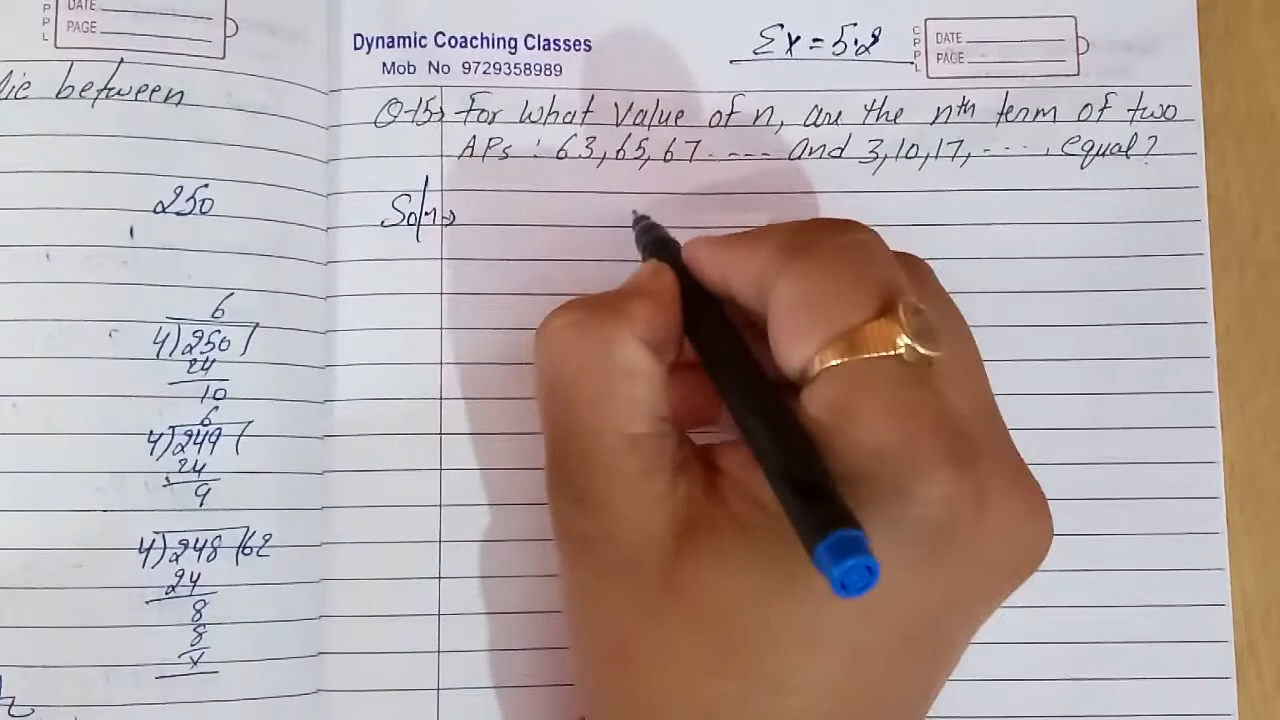 DATE
PAGE
lie between
250
6
4)250(
24
10
6
4)249(
24
9
4)248(62
24
8
8
x
Dynamic Coaching Classes
Mob No 9729358989
Ex = 5.2
CPPL
DATE
PAGE
Q-15) For what value of n, are the nth term of two
APs : 63, 65, 67 ---- and 3, 10, 17, ---, equal?
Soln→